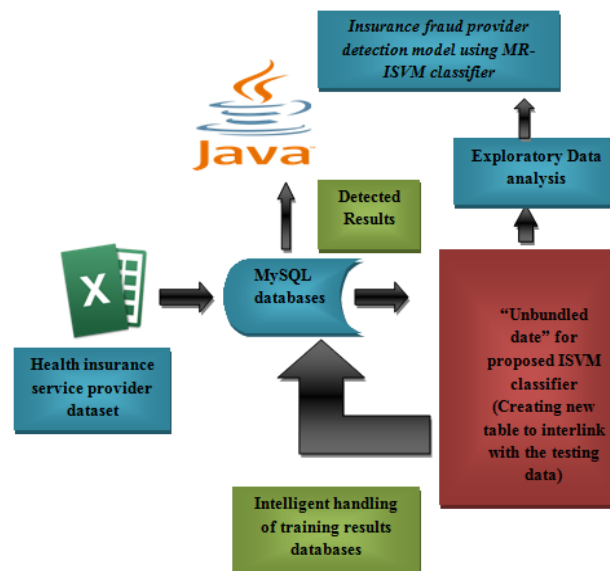 Insurance fraud provider
detection model using MR-
ISVM classifier
Java
Exploratory Data
analysis
Detected
Results
X
MySQL
databases
Health insurance
service provider
dataset
“Unbundled
date” for
proposed ISVM
classifier
(Creating new
table to interlink
with the testing
data)
Intelligent handling
of training results
databases